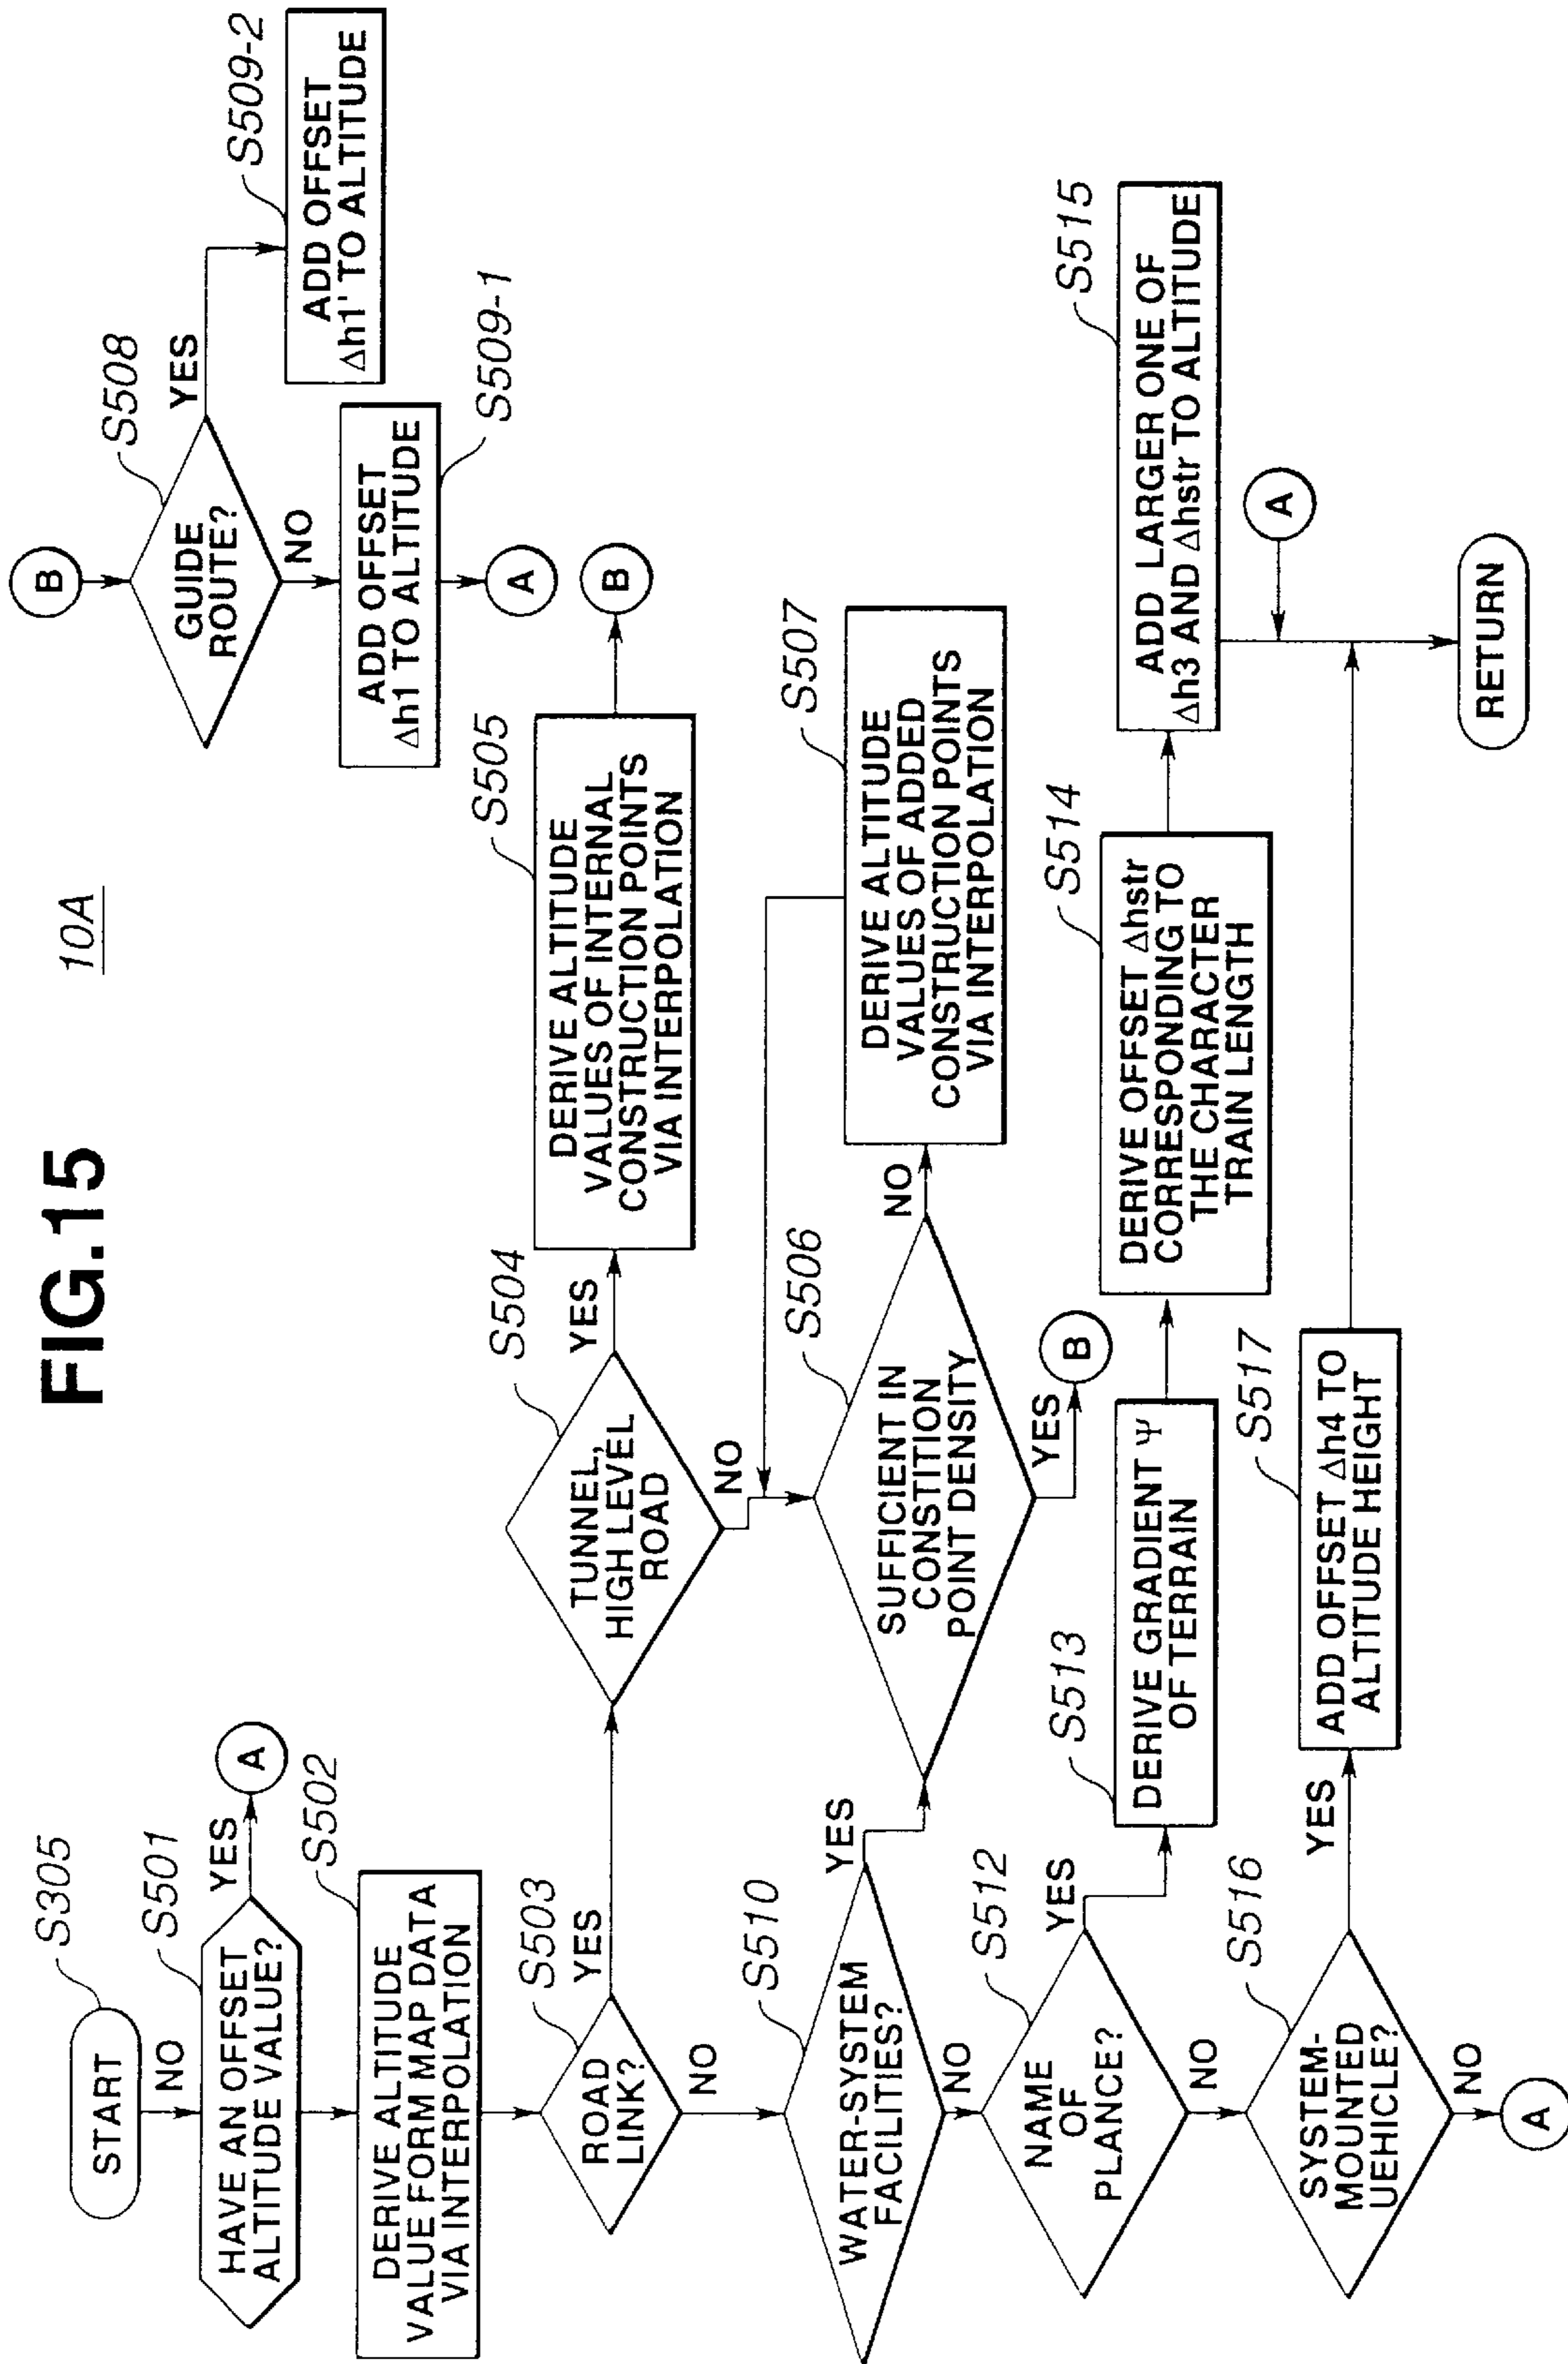 FIG.15
10A
START
S305
NO
HAVE AN OFFSET
ALTITUDE VALUE?
S501
YES
A
DERIVE ALTITUDE
VALUE FORM MAP DATA
VIA INTERPOLATION
S502
ROAD
LINK?
S503
YES
NO
TUNNEL,
HIGH LEVEL
ROAD
S504
YES
NO
DERIVE ALTITUDE
VALUES OF INTERNAL
CONSTRUCTION POINTS
VIA INTERPOLATION
S505
B
B
GUIDE
ROUTE?
S508
YES
NO
ADD OFFSET
Δh1' TO ALTITUDE
S509-2
ADD OFFSET
Δh1 TO ALTITUDE
S509-1
A
WATER-SYSTEM
FACILITIES?
S510
YES
NO
SUFFICIENT IN
CONSTITION
POINT DENSITY
S506
NO
YES
B
DERIVE ALTITUDE
VALUES OF ADDED
CONSTRUCTION POINTS
VIA INTERPOLATION
S507
NAME
OF
PLANCE?
S512
YES
NO
DERIVE GRADIENT Ψ
OF TERRAIN
S513
DERIVE OFFSET Δhstr
CORRESPONDING TO
THE CHARACTER
TRAIN LENGTH
S514
ADD LARGER ONE OF
Δh3 AND Δhstr TO ALTITUDE
S515
A
SYSTEM-
MOUNTED
UEHICLE?
S516
YES
NO
A
ADD OFFSET Δh4 TO
ALTITUDE HEIGHT
S517
RETURN